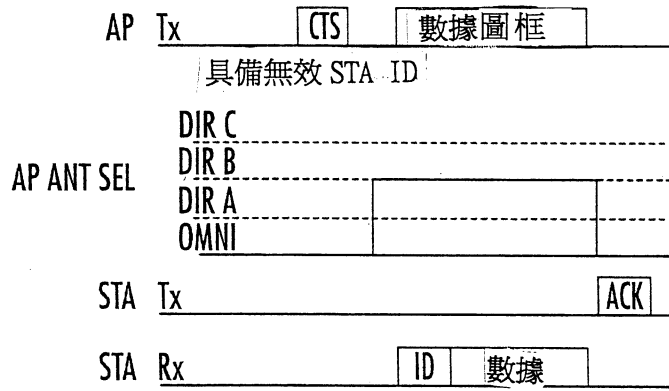 AP Tx CTS 數據圖框
具備無效 STA ID
DIR C
DIR B
AP ANT SEL
DIR A
OMNI
STA Tx ACK
STA Rx ID 數據